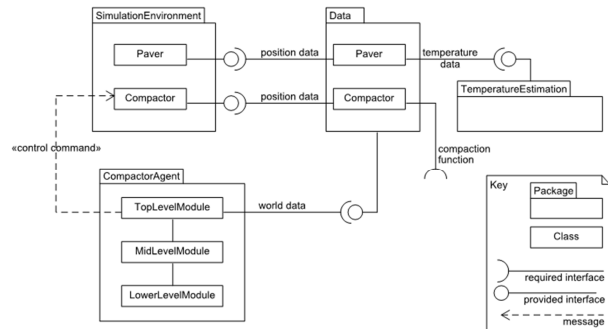 SimulationEnvironment
Data
Paver
position data
Paver
temperature
data
Compactor
position data
Compactor
TemperatureEstimation
«control command»
compaction
function
CompactorAgent
TopLevelModule
world data
MidLevelModule
LowerLevelModule
Key
Package
Class
required interface
provided interface
message